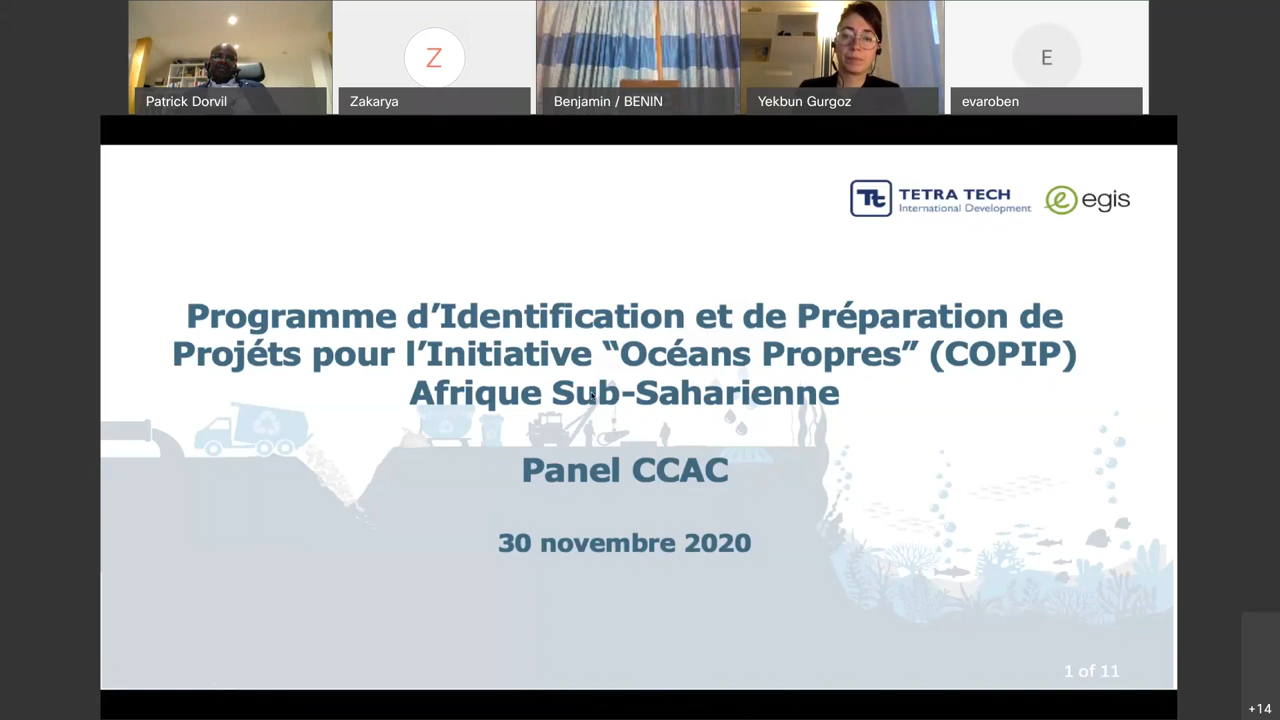 Z
E
Patrick Dorvil
Zakarya
Benjamin / BENIN
Yekbun Gurgoz
evaroben
Tt TETRA TECH
International Development
e egis
Programme d’Identification et de Préparation de
Projéts pour l’Initiative “Océans Propres” (COPIP)
Afrique Sub-Saharienne
Panel CCAC
30 novembre 2020
1 of 11
+14